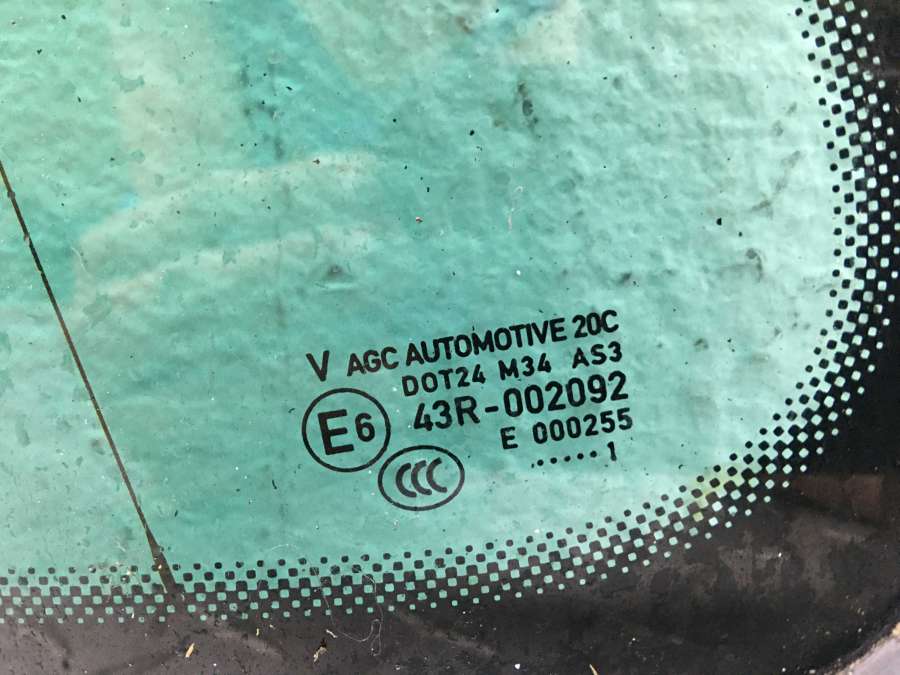 V AGC AUTOMOTIVE 20C
DOT24 M34 AS3
E6 43R-002092
E 000255
CCC ...... 1